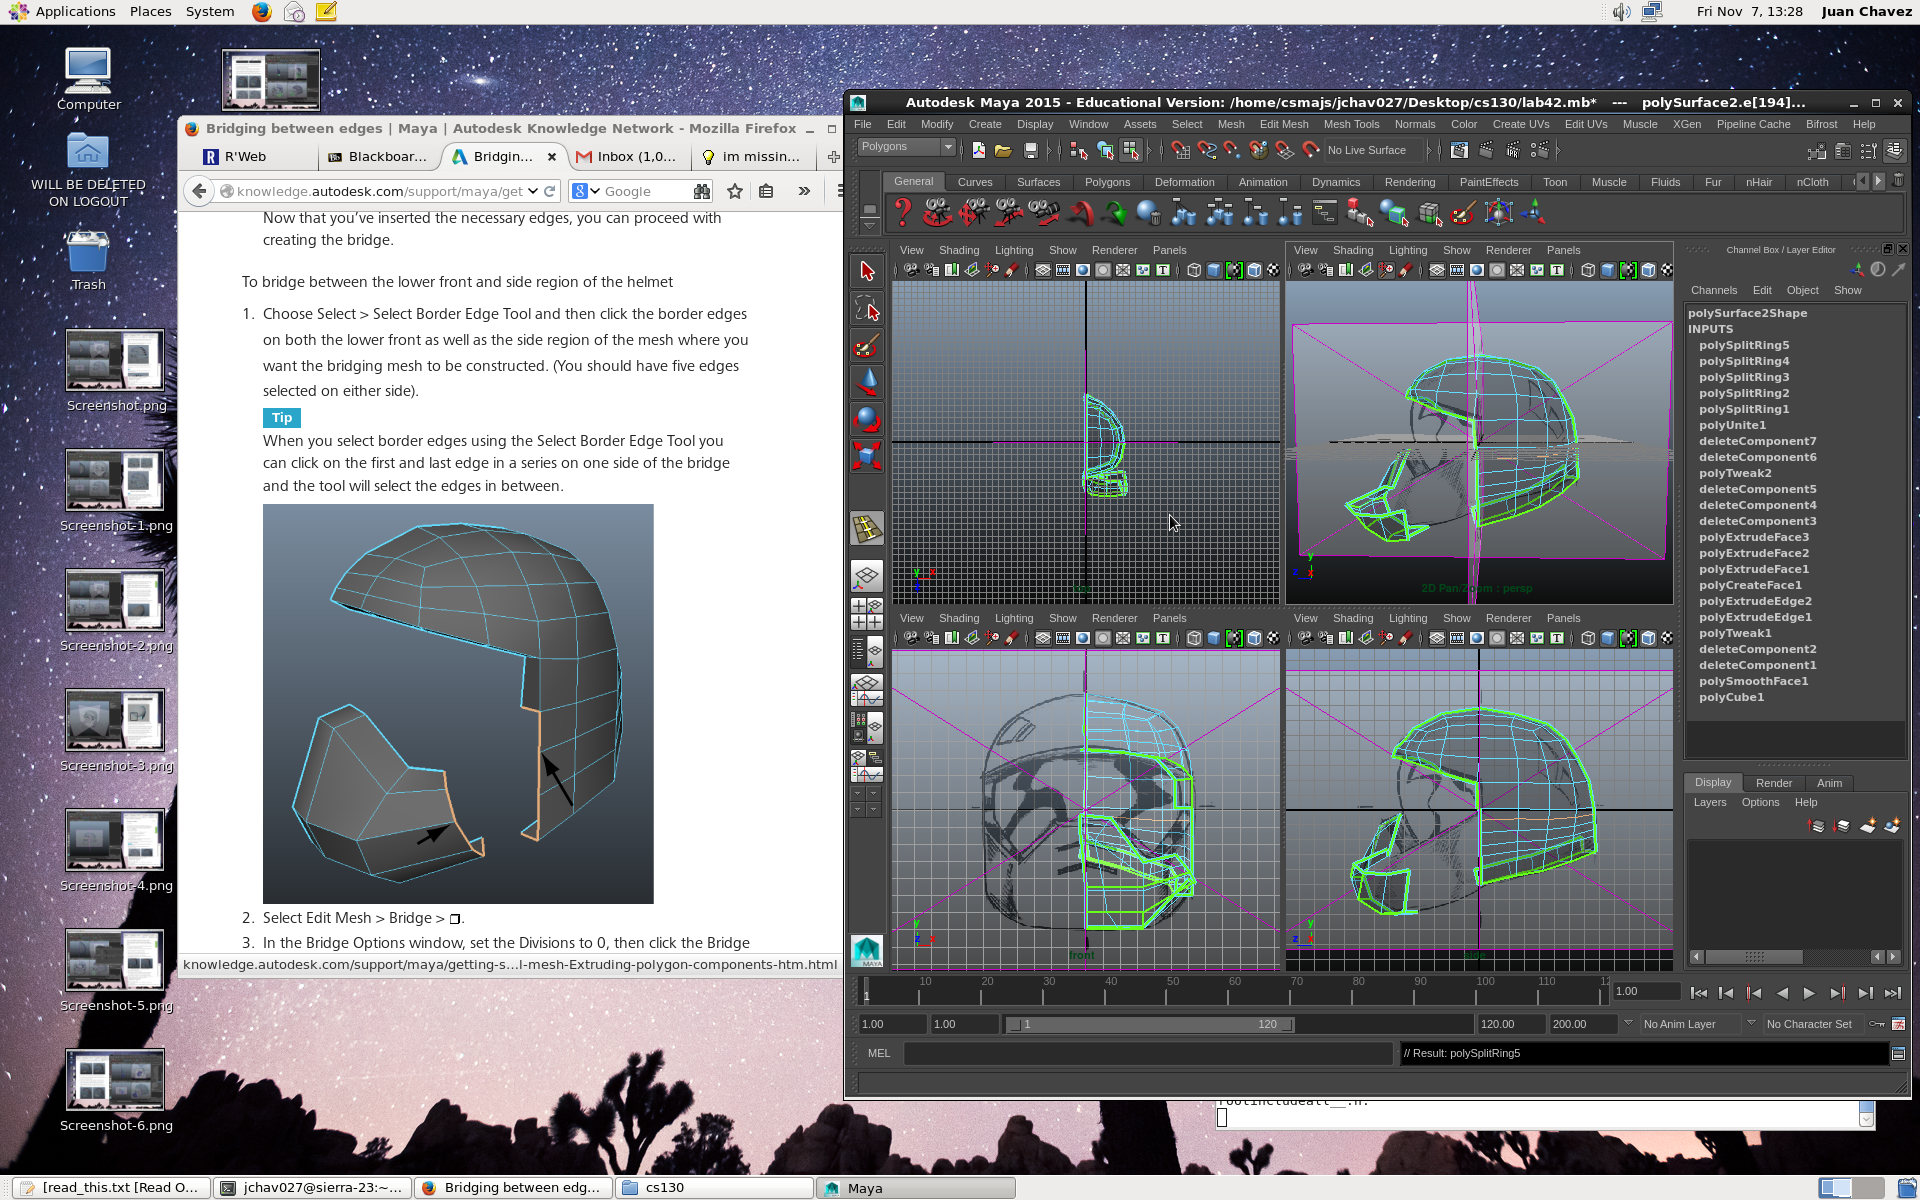 Applications Places System
Fri Nov 7, 13:28 Juan Chavez
Computer
WILL BE DELETED
ON LOGOUT
Trash
Screenshot.png
Screenshot-1.png
Screenshot-2.png
Screenshot-3.png
Screenshot-4.png
Screenshot-5.png
Screenshot-6.png
Bridging between edges | Maya | Autodesk Knowledge Network - Mozilla Firefox
R'Web Blackboar... Bridgin... Inbox (1,0... im missin...
knowledge.autodesk.com/support/maya/get Google
Now that you've inserted the necessary edges, you can proceed with
creating the bridge.
To bridge between the lower front and side region of the helmet
1. Choose Select > Select Border Edge Tool and then click the border edges
on both the lower front as well as the side region of the mesh where you
want the bridging mesh to be constructed. (You should have five edges
selected on either side).
Tip
When you select border edges using the Select Border Edge Tool you
can click on the first and last edge in a series on one side of the bridge
and the tool will select the edges in between.
2. Select Edit Mesh > Bridge > .
3. In the Bridge Options window, set the Divisions to 0, then click the Bridge
knowledge.autodesk.com/support/maya/getting-s...l-mesh-Extruding-polygon-components-htm.html
Autodesk Maya 2015 - Educational Version: /home/csmajs/jchav027/Desktop/cs130/lab42.mb* --- polySurface2.e[194]...
File Edit Modify Create Display Window Assets Select Mesh Edit Mesh Mesh Tools Normals Color Create UVs Edit UVs Muscle XGen Pipeline Cache Bifrost Help
Polygons No Live Surface
General Curves Surfaces Polygons Deformation Animation Dynamics Rendering PaintEffects Toon Muscle Fluids Fur nHair nCloth
View Shading Lighting Show Renderer Panels
View Shading Lighting Show Renderer Panels
2D Pan/Zoom : persp
View Shading Lighting Show Renderer Panels
View Shading Lighting Show Renderer Panels
front
side
Channel Box / Layer Editor
Channels Edit Object Show
polySurface2Shape
INPUTS
polySplitRing5
polySplitRing4
polySplitRing3
polySplitRing2
polySplitRing1
polyUnite1
deleteComponent7
deleteComponent6
polyTweak2
deleteComponent5
deleteComponent4
deleteComponent3
polyExtrudeFace3
polyExtrudeFace2
polyExtrudeFace1
polyCreateFace1
polyExtrudeEdge2
polyExtrudeEdge1
polyTweak1
deleteComponent2
deleteComponent1
polySmoothFace1
polyCube1
Display Render Anim
Layers Options Help
MAYA
1 10 20 30 40 50 60 70 80 90 100 110 12 1.00
1.00 1.00 1 120 120.00 200.00 No Anim Layer No Character Set
MEL // Result: polySplitRing5
[read_this.txt [Read O... jchav027@sierra-23:~... Bridging between edg... cs130 Maya